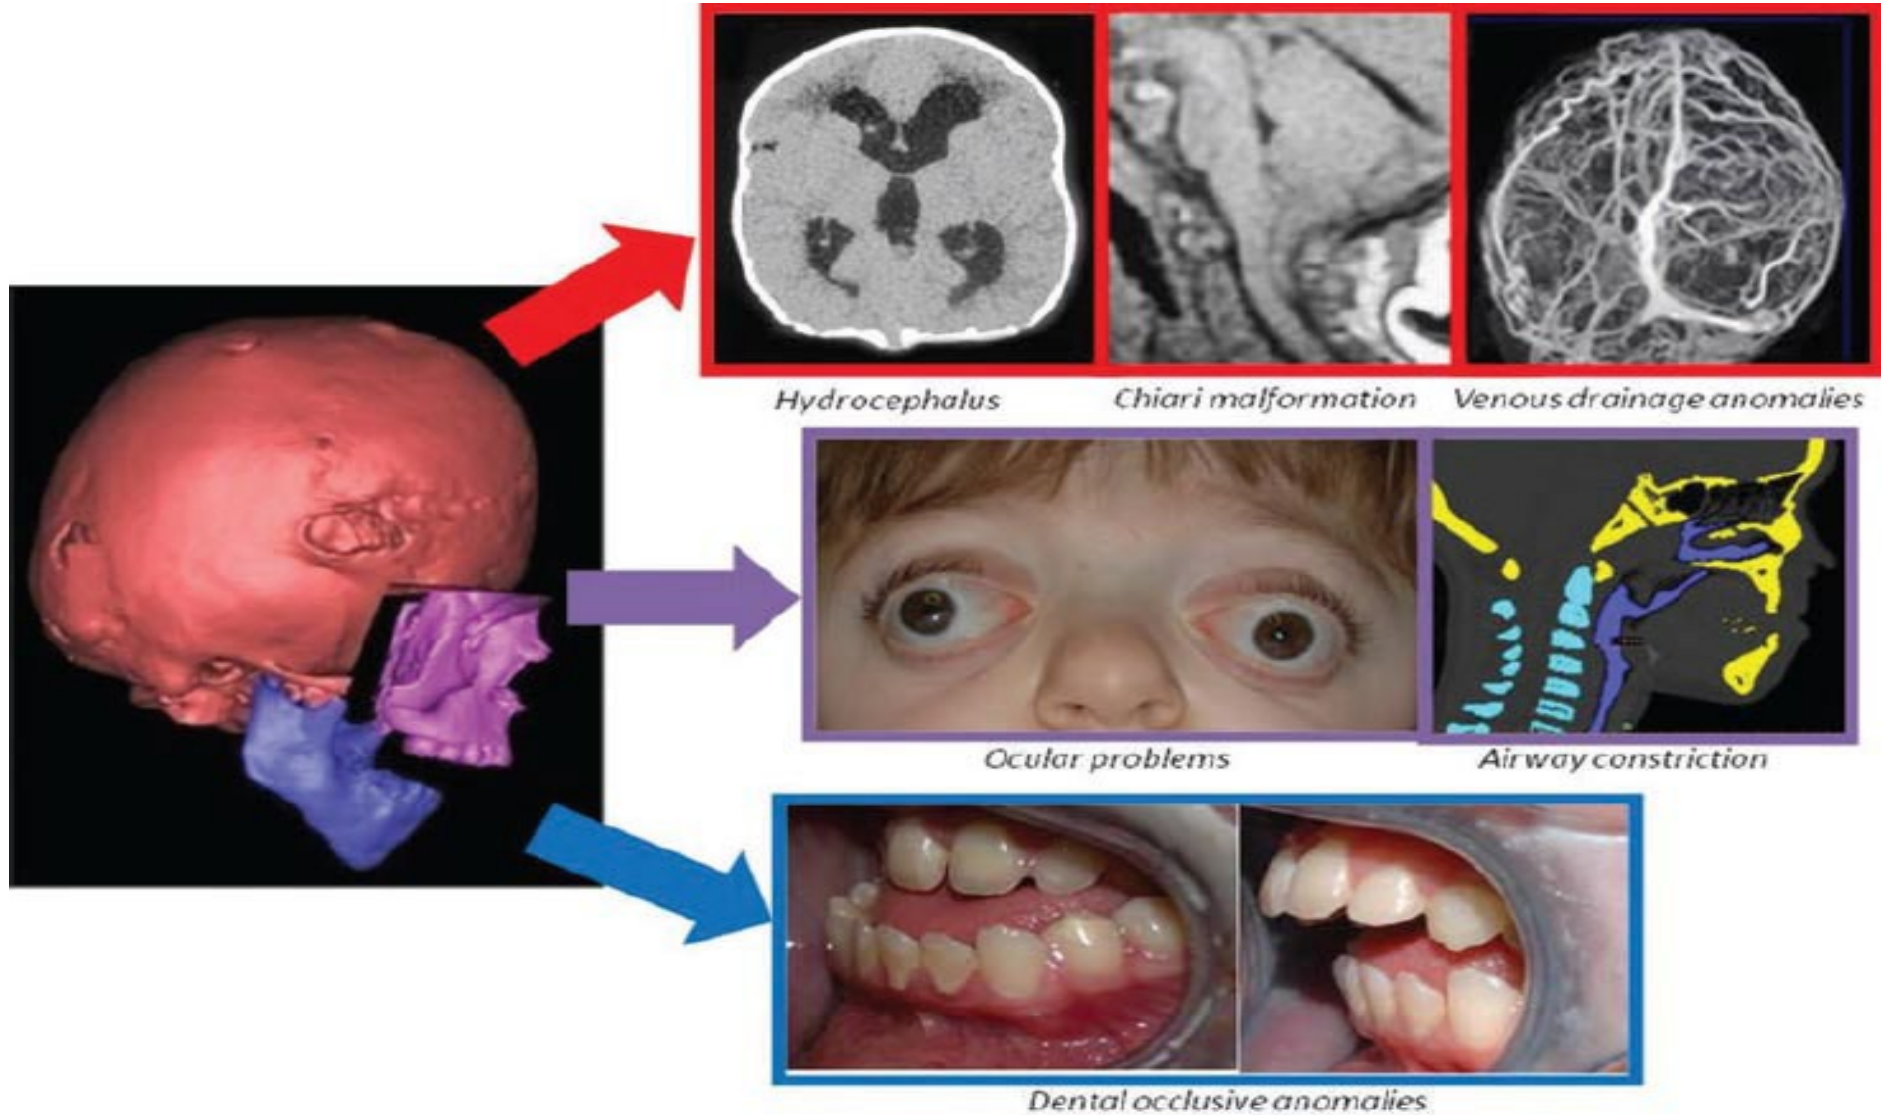 Hydrocephalus
Chiari malformation
Venous drainage anomalies
Ocular problems
Airway constriction
Dental occlusive anomalies